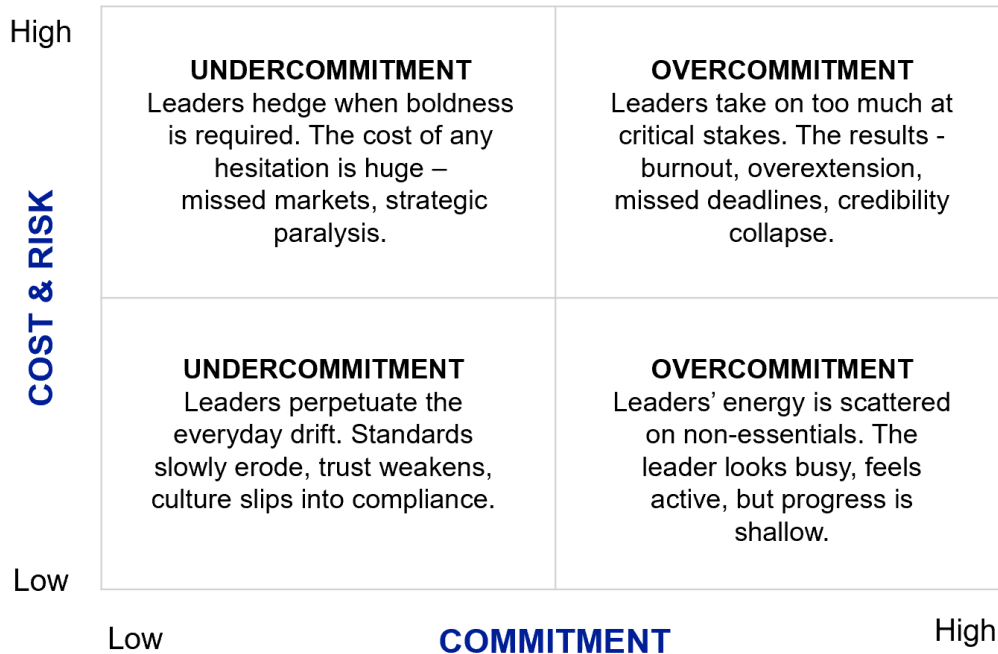 High
UNDERCOMMITMENT
Leaders hedge when boldness
is required. The cost of any
hesitation is huge –
missed markets, strategic
paralysis.
OVERCOMMITMENT
Leaders take on too much at
critical stakes. The results -
burnout, overextension,
missed deadlines, credibility
collapse.
COST & RISK
UNDERCOMMITMENT
Leaders perpetuate the
everyday drift. Standards
slowly erode, trust weakens,
culture slips into compliance.
OVERCOMMITMENT
Leaders’ energy is scattered
on non-essentials. The
leader looks busy, feels
active, but progress is
shallow.
Low
Low
COMMITMENT
High